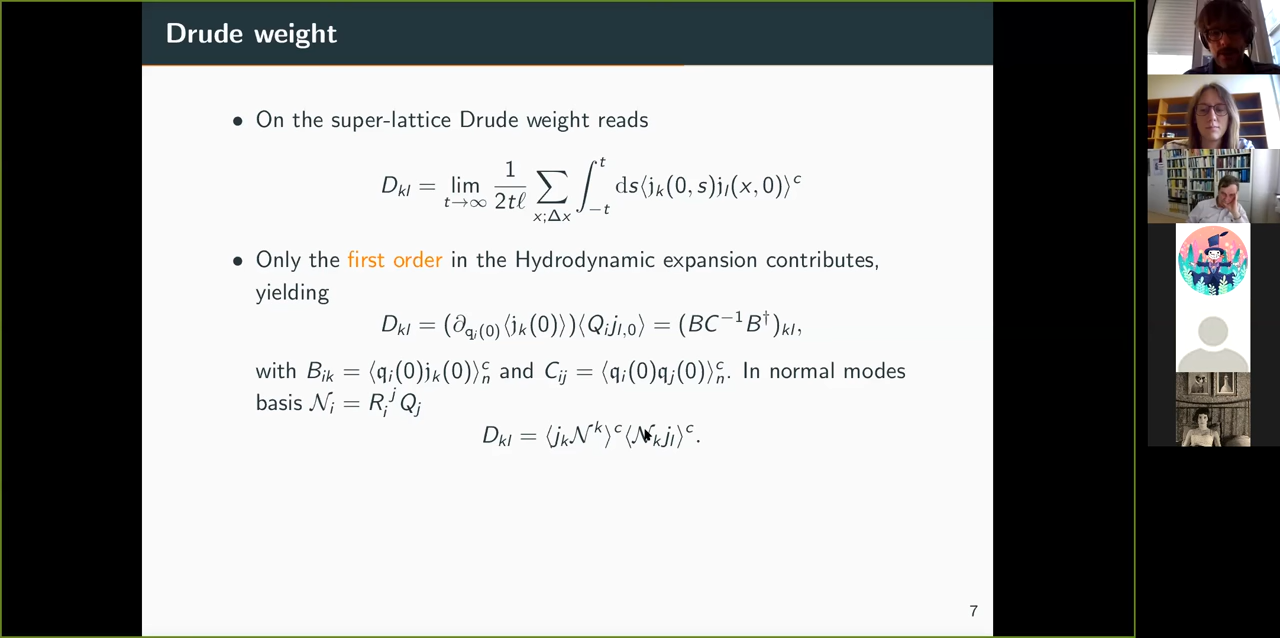 Drude weight
• On the super-lattice Drude weight reads
D_{kl} = lim_{t→∞} \frac{1}{2tℓ} ∑_{x;Δx} ∫_{-t}^{t} ds⟨𝔧_k(0, s)𝔧_l(x, 0)⟩^c
• Only the first order in the Hydrodynamic expansion contributes,
yielding
D_{kl} = (∂_{𝔮_i(0)}⟨𝔧_k(0)⟩)⟨Q_i j_{l,0}⟩ = (BC^{−1}B^†)_{kl},
with B_{ik} = ⟨𝔮_i(0)𝔧_k(0)⟩^c_n and C_{ij} = ⟨𝔮_i(0)𝔮_j(0)⟩^c_n. In normal modes
basis 𝒩_i = R_i^j Q_j
D_{kl} = ⟨j_k 𝒩^k⟩^c⟨𝒩_k j_l⟩^c.
7